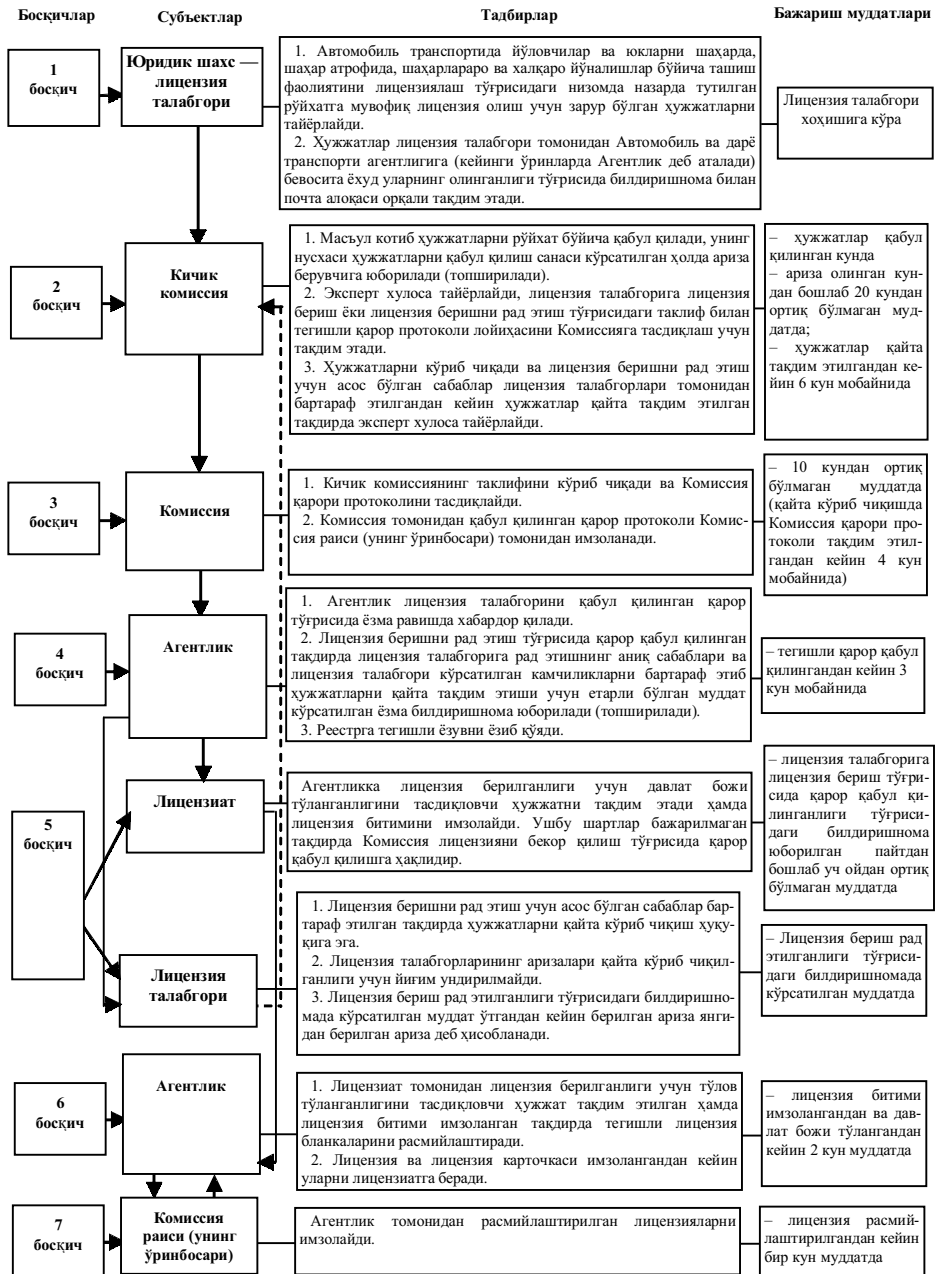 Босқичлар Субъектлар Тадбирлар Бажариш муддатлари
1
босқич
Юридик шахс —
лицензия
талабгори
1. Автомобиль транспортида йўловчилар ва юкларни шаҳарда,
шаҳар атрофида, шаҳарлараро ва халқаро йўналишлар бўйича ташиш
фаолиятини лицензиялаш тўғрисидаги низомда назарда тутилган
рўйхатга мувофиқ лицензия олиш учун зарур бўлган ҳужжатларни
тайёрлайди.
2. Ҳужжатлар лицензия талабгори томонидан Автомобиль ва дарё
транспорти агентлигига (кейинги ўринларда Агентлик деб аталади)
бевосита ёхуд уларнинг олинганлиги тўғрисида билдиришнома билан
почта алоқаси орқали тақдим этади.
Лицензия талабгори
хоҳишига кўра
2
босқич
Кичик
комиссия
1. Масъул котиб ҳужжатларни рўйхат бўйича қабул қилади, унинг
нусхаси ҳужжатларни қабул қилиш санаси кўрсатилган ҳолда ариза
берувчига юборилади (топширилади).
2. Эксперт хулоса тайёрлайди, лицензия талабгорига лицензия
бериш ёки лицензия беришни рад этиш тўғрисидаги таклиф билан
тегишли қарор протоколи лойиҳасини Комиссияга тасдиқлаш учун
тақдим этади.
3. Ҳужжатларни кўриб чиқади ва лицензия беришни рад этиш
учун асос бўлган сабаблар лицензия талабгорлари томонидан
бартараф этилгандан кейин ҳужжатлар қайта тақдим этилган
тақдирда эксперт хулоса тайёрлайди.
– ҳужжатлар қабул
қилинган кунда
– ариза олинган кун-
дан бошлаб 20 кундан
ортиқ бўлмаган муд-
датда;
– ҳужжатлар қайта
тақдим этилгандан ке-
йин 6 кун мобайнида
3
босқич
Комиссия
1. Кичик комиссиянинг таклифини кўриб чиқади ва Комиссия
қарори протоколини тасдиқлайди.
2. Комиссия томонидан қабул қилинган қарор протоколи Комис-
сия раиси (унинг ўринбосари) томонидан имзоланади.
– 10 кундан ортиқ
бўлмаган муддатда
(қайта кўриб чиқишда
Комиссия қарори про-
токоли тақдим этил-
гандан кейин 4 кун
мобайнида)
4
босқич
Агентлик
1. Агентлик лицензия талабгорини қабул қилинган қарор
тўғрисида ёзма равишда хабардор қилади.
2. Лицензия беришни рад этиш тўғрисида қарор қабул қилинган
тақдирда лицензия талабгорига рад этишнинг аниқ сабаблари ва
лицензия талабгори кўрсатилган камчиликларни бартараф этиб
ҳужжатларни қайта тақдим этиши учун етарли бўлган муддат
кўрсатилган ёзма билдиришнома юборилади (топширилади).
3. Реестрга тегишли ёзувни ёзиб қўяди.
– тегишли қарор қабул
қилингандан кейин 3
кун мобайнида
5
босқич
Лицензиат
Агентликка лицензия берилганлиги учун давлат божи
тўланганлигини тасдиқловчи ҳужжатни тақдим этади ҳамда
лицензия битимини имзолайди. Ушбу шартлар бажарилмаган
тақдирда Комиссия лицензияни бекор қилиш тўғрисида қарор
қабул қилишга ҳақлидир.
– лицензия талабгорига
лицензия бериш тўғри-
сида қарор қабул қи-
линганлиги тўғриси-
даги билдиришнома
юборилган пайтдан
бошлаб уч ойдан ортиқ
бўлмаган муддатда
Лицензия
талабгори
1. Лицензия беришни рад этиш учун асос бўлган сабаблар бар-
тараф этилган тақдирда ҳужжатларни қайта кўриб чиқиш ҳуқу-
қига эга.
2. Лицензия талабгорларининг аризалари қайта кўриб чиқил-
ганлиги учун йиғим ундирилмайди.
3. Лицензия бериш рад этилганлиги тўғрисидаги билдиришно-
мада кўрсатилган муддат ўтгандан кейин берилган ариза янги-
дан берилган ариза деб ҳисобланади.
– Лицензия бериш рад
этилганлиги тўғриси-
даги билдиришномада
кўрсатилган муддатда
6
босқич
Агентлик
1. Лицензиат томонидан лицензия берилганлиги учун тўлов
тўланганлигини тасдиқловчи ҳужжат тақдим этилган ҳамда
лицензия битими имзоланган тақдирда тегишли лицензия
бланкаларини расмийлаштиради.
2. Лицензия ва лицензия карточкаси имзолангандан кейин
уларни лицензиатга беради.
– лицензия битими
имзолангандан ва дав-
лат божи тўлангандан
кейин 2 кун муддатда
7
босқич
Комиссия
раиси (унинг
ўринбосари)
Агентлик томонидан расмийлаштирилган лицензияларни
имзолайди.
– лицензия расмий-
лаштирилгандан кейин
бир кун муддатда